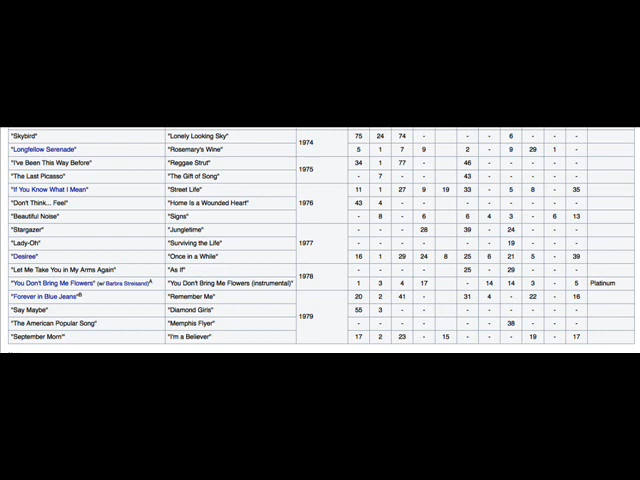 "Skybird" "Lonely Looking Sky" 1974 75 24 74 - - - 6 - - -
"Longfellow Serenade" "Rosemary's Wine" 5 1 7 9 2 - 9 29 1 -
"I've Been This Way Before" "Reggae Strut" 1975 34 1 77 - 46 - - - - -
"The Last Picasso" "The Gift of Song" - 7 - - 43 - - - - -
"If You Know What I Mean" "Street Life" 1976 11 1 27 9 19 33 - 5 8 - 35
"Don't Think... Feel" "Home Is a Wounded Heart" 43 4 - - - - - - - -
"Beautiful Noise" "Signs" - 8 - 6 6 4 3 - 6 13
"Stargazer" "Jungletime" 1977 - - - 28 39 - 24 - - -
"Lady-Oh" "Surviving the Life" - - - - - - 19 - - -
"Desiree" "Once in a While" 16 1 29 24 8 25 6 21 5 - 39
"Let Me Take You in My Arms Again" "As If" 1978 - - - - 25 - 29 - - -
"You Don't Bring Me Flowers" (w/ Barbra Streisand)A "You Don't Bring Me Flowers (instrumental)" 1 3 4 17 - 14 14 3 - 5 Platinum
"Forever in Blue Jeans"B "Remember Me" 1979 20 2 41 - 31 4 - 22 - 16
"Say Maybe" "Diamond Girls" 55 3 - - - - - - - -
"The American Popular Song" "Memphis Flyer" - - - - - - 38 - - -
"September Morn'" "I'm a Believer" 17 2 23 - 15 - - - 19 - 17